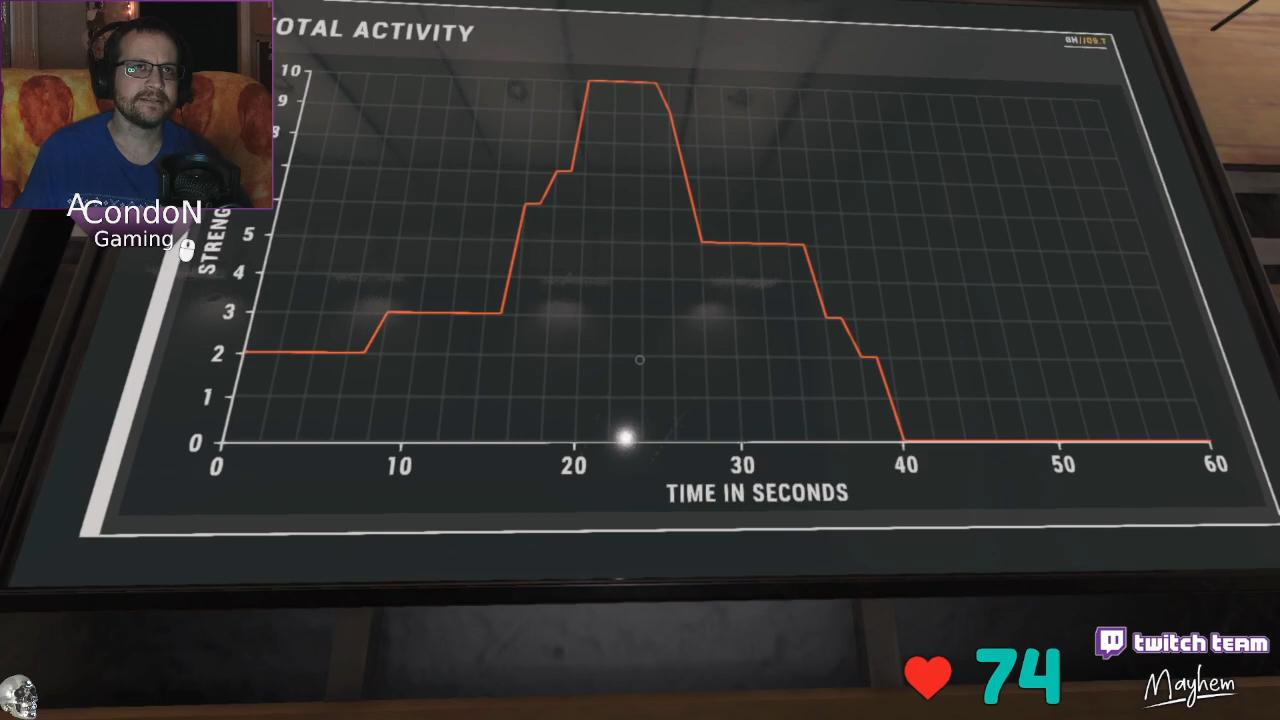 TOTAL ACTIVITY
10
9
8
5
4
3
2
1
0
STRENG
0 10 20 30 40 50 60
TIME IN SECONDS
ACondoN
Gaming
74
twitch team
Mayhem